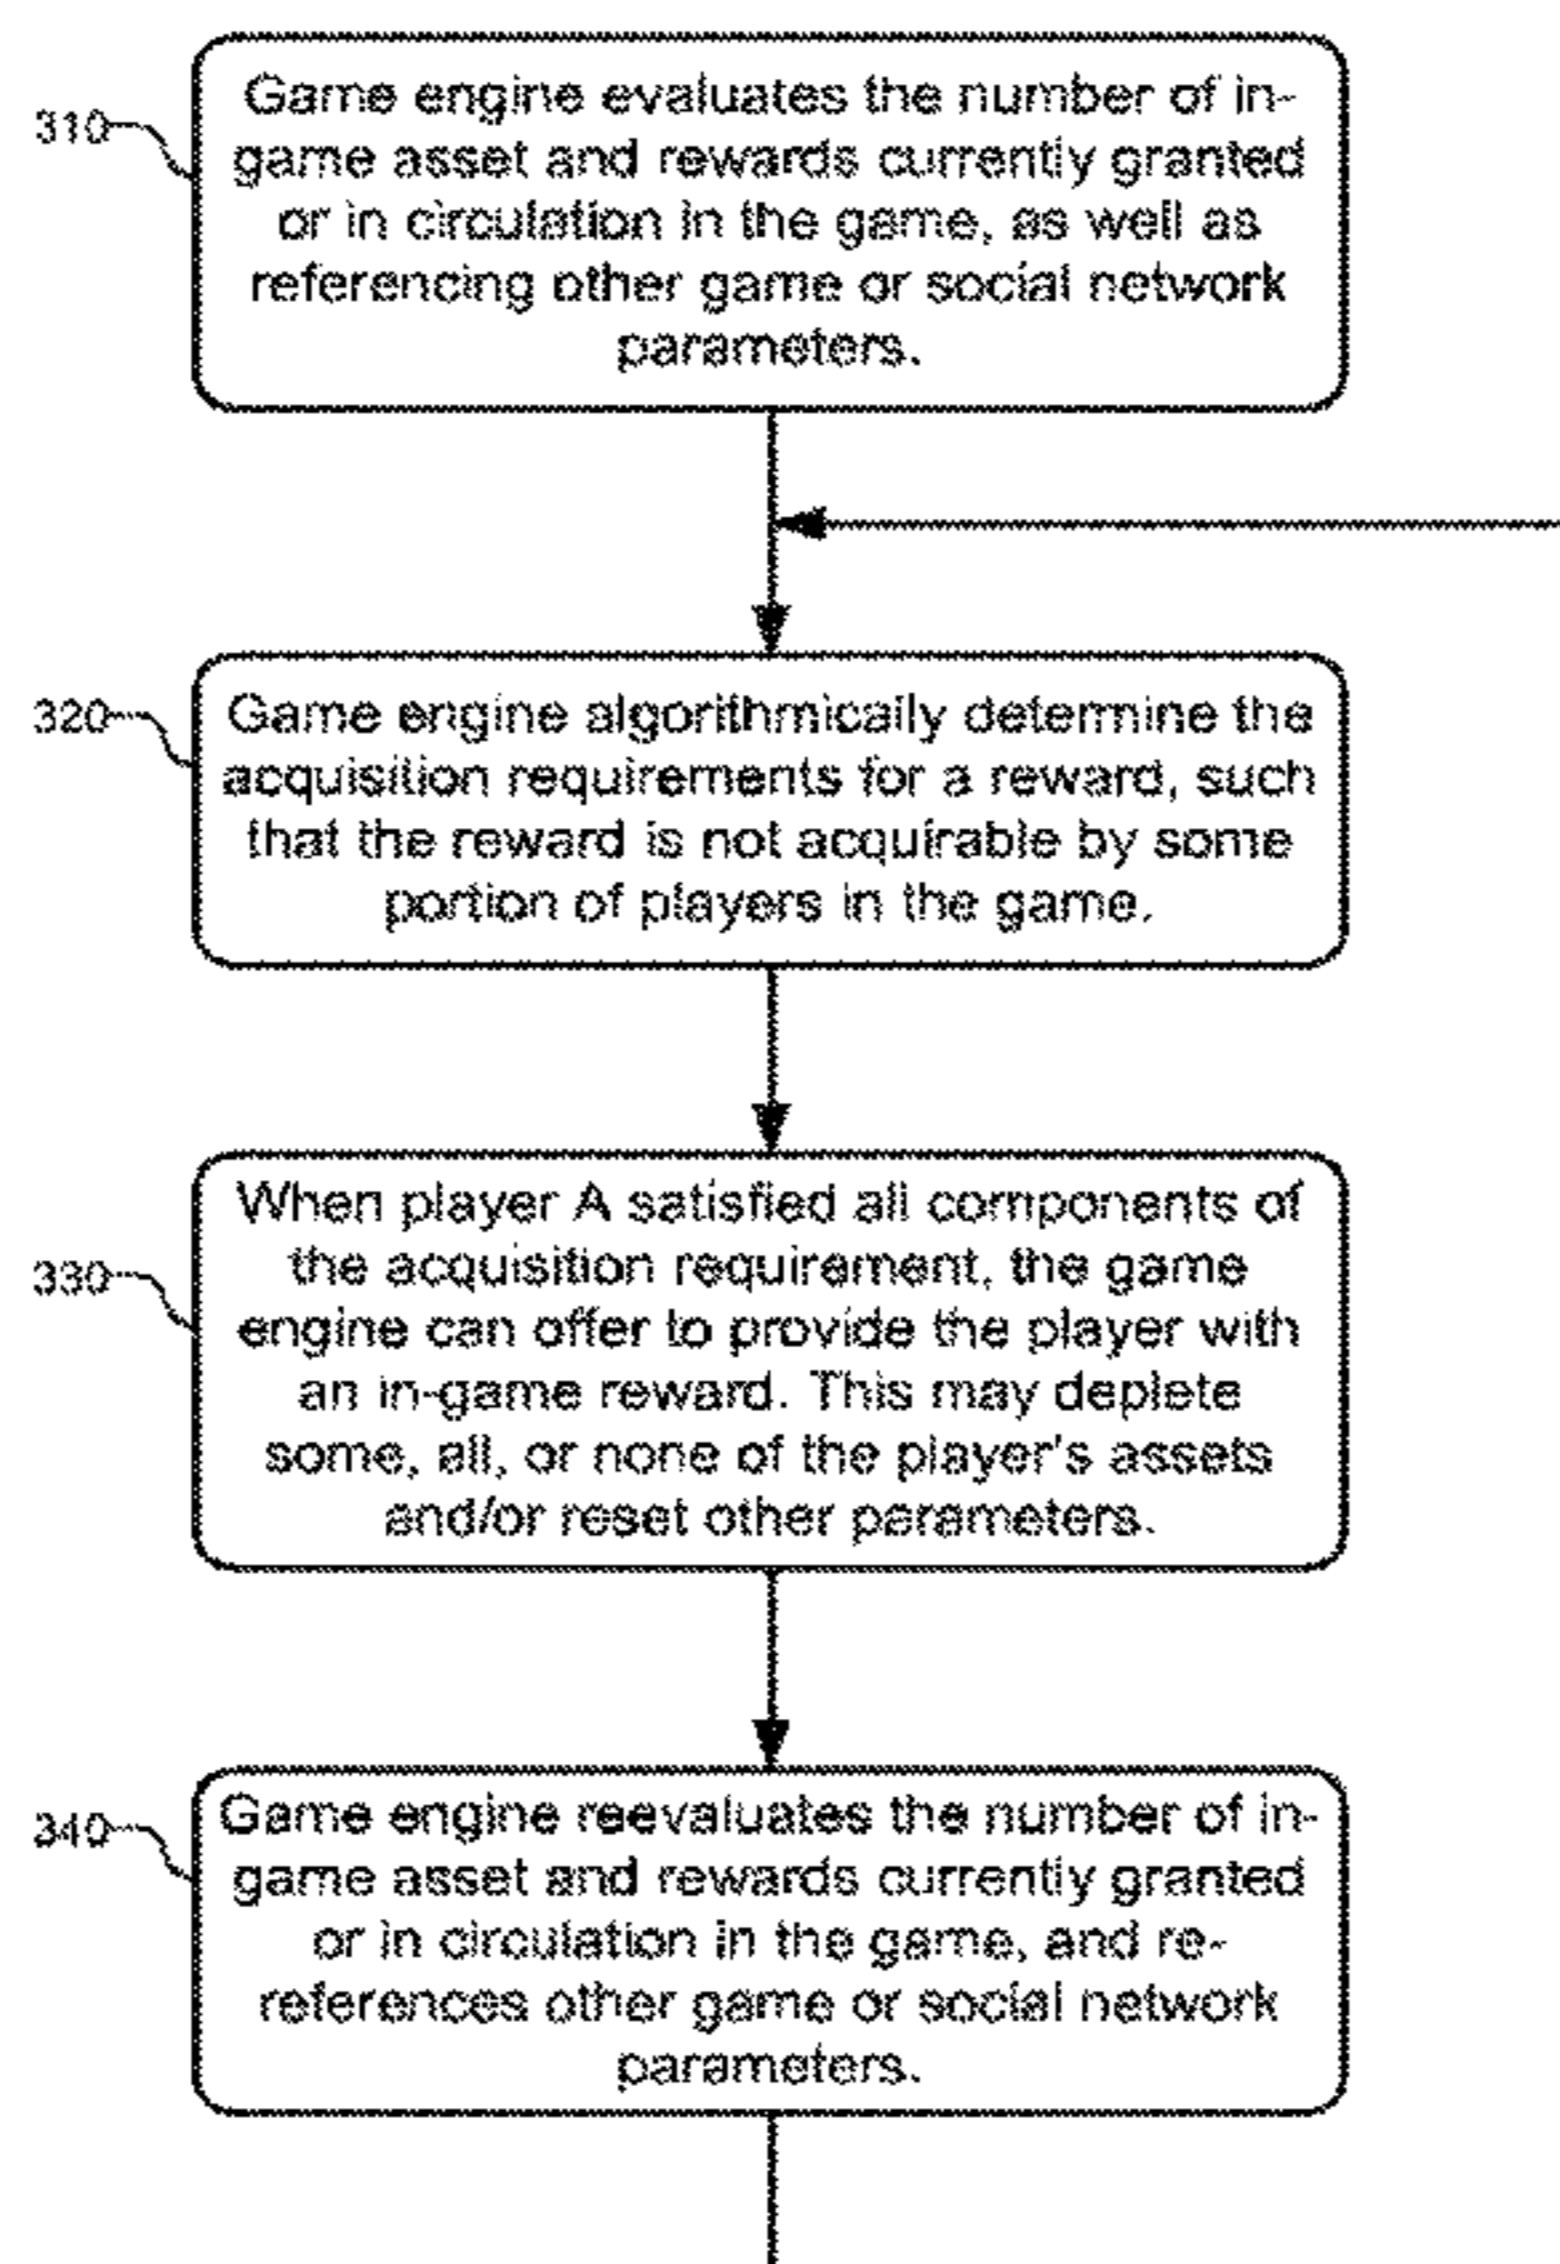 310
Game engine evaluates the number of in-
game asset and rewards currently granted
or in circulation in the game, as well as
referencing other game or social network
parameters.
320
Game engine algorithmically determine the
acquisition requirements for a reward, such
that the reward is not acquirable by some
portion of players in the game.
330
When player A satisfied all components of
the acquisition requirement, the game
engine can offer to provide the player with
an in-game reward. This may deplete
some, all, or none of the player's assets
and/or reset other parameters.
340
Game engine reevaluates the number of in-
game asset and rewards currently granted
or in circulation in the game, and re-
references other game or social network
parameters.